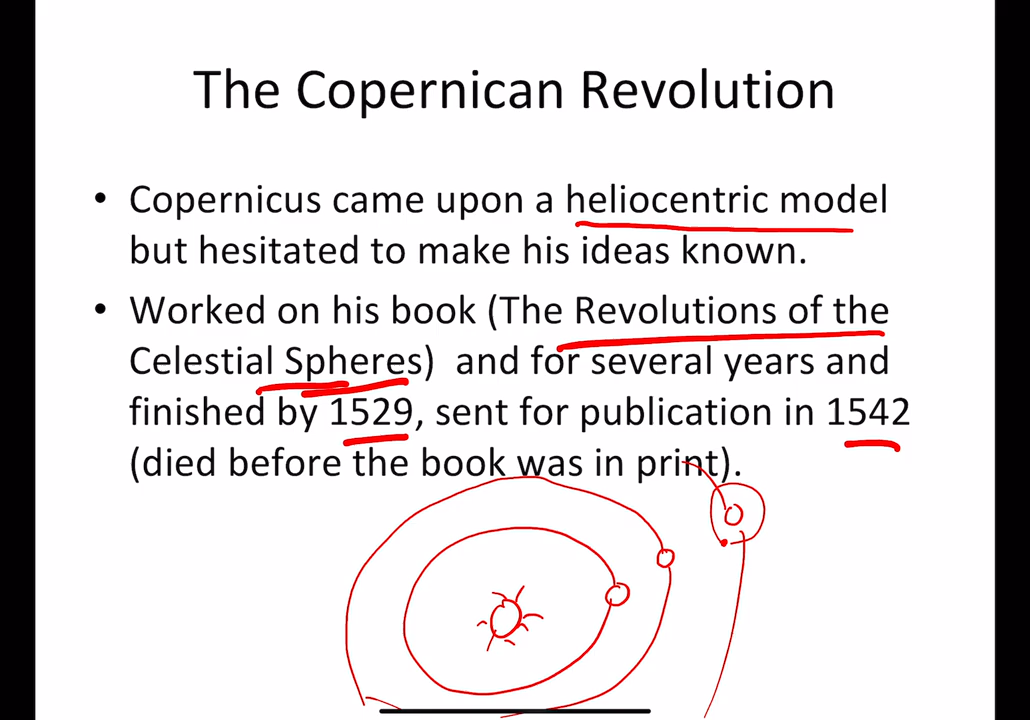 The Copernican Revolution
• Copernicus came upon a heliocentric model
but hesitated to make his ideas known.
• Worked on his book (The Revolutions of the
Celestial Spheres)  and for several years and
finished by 1529, sent for publication in 1542
(died before the book was in print).